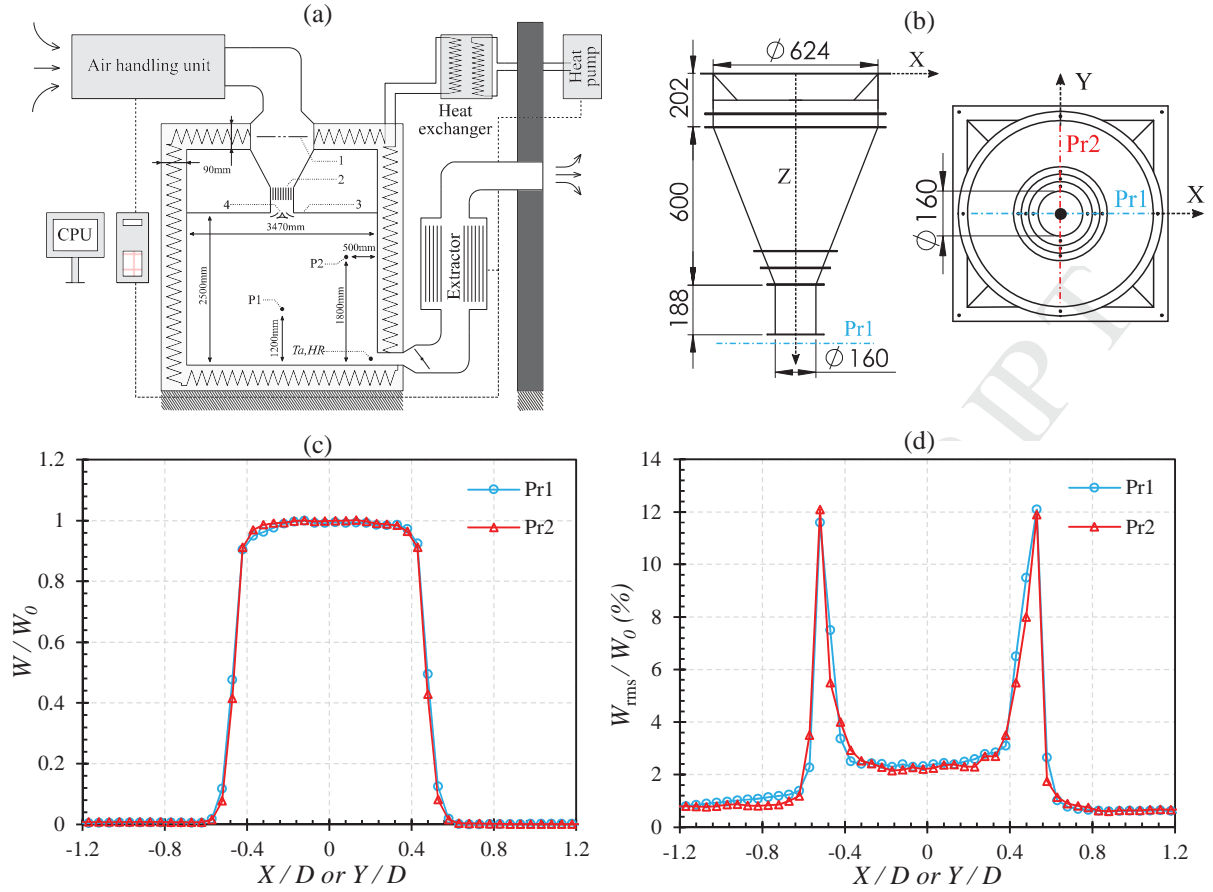 (a)
Air handling unit
Heat exchanger
Heat pump
90mm
1
2
4
3
3470mm
CPU
500mm
P2
Extractor
2500mm
P1
1800mm
1200mm
Ta,HR
(b)
Ø 624
X
202
Z
600
188
Pr1
Ø 160
Y
Pr2
Pr1
X
Ø 160
IPT
(c)
1.2
1
0.8
0.6
0.4
0.2
0
W / W0
Pr1
Pr2
-1.2 -0.8 -0.4 0 0.4 0.8 1.2
X / D or Y / D
(d)
14
12
10
8
6
4
2
0
Wrms / W0 (%)
Pr1
Pr2
-1.2 -0.8 -0.4 0 0.4 0.8 1.2
X / D or Y / D